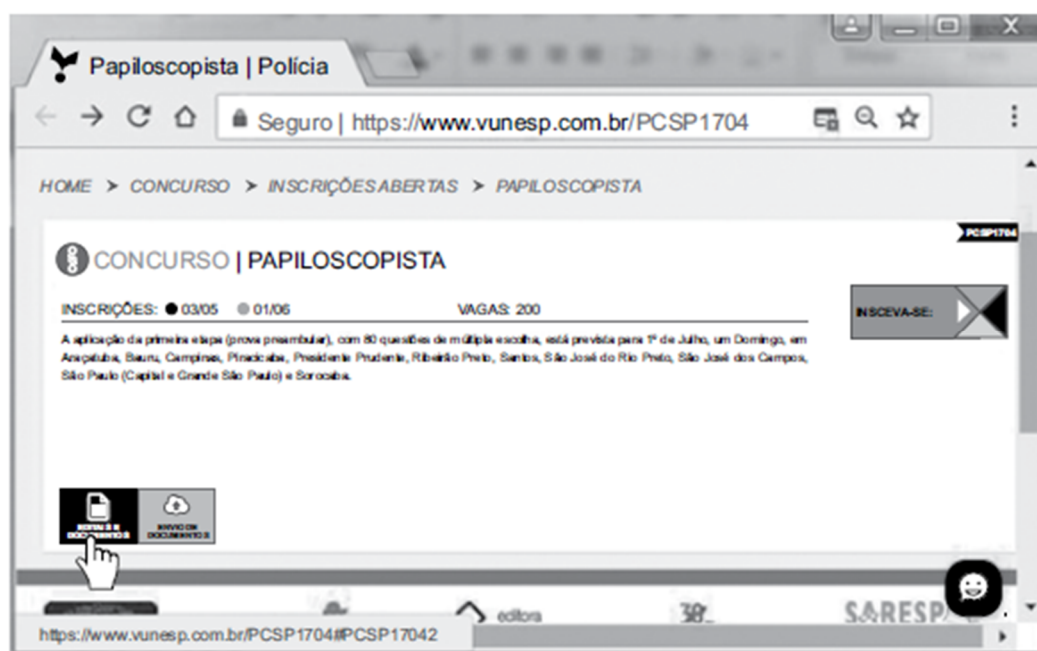 Papiloscopista | Polícia
Seguro | https://www.vunesp.com.br/PCSP1704
HOME > CONCURSO > INSCRIÇÕES ABERTAS > PAPILOSCOPISTA
PCSP1704
CONCURSO | PAPILOSCOPISTA
INSCRIÇÕES: 03/05 01/06 VAGAS: 200
INSCEVA-SE:
A aplicação da primeira etapa (prova preambular), com 80 questões de múltipla escolha, está prevista para 1º de Julho, um Domingo, em
Araçatuba, Bauru, Campinas, Piracicaba, Presidente Prudente, Ribeirão Preto, Santos, São José do Rio Preto, São José dos Campos,
São Paulo (Capital e Grande São Paulo) e Sorocaba.
ENVIO DE
DOCUMENTOS
editora
SARESP
https://www.vunesp.com.br/PCSP1704#PCSP17042